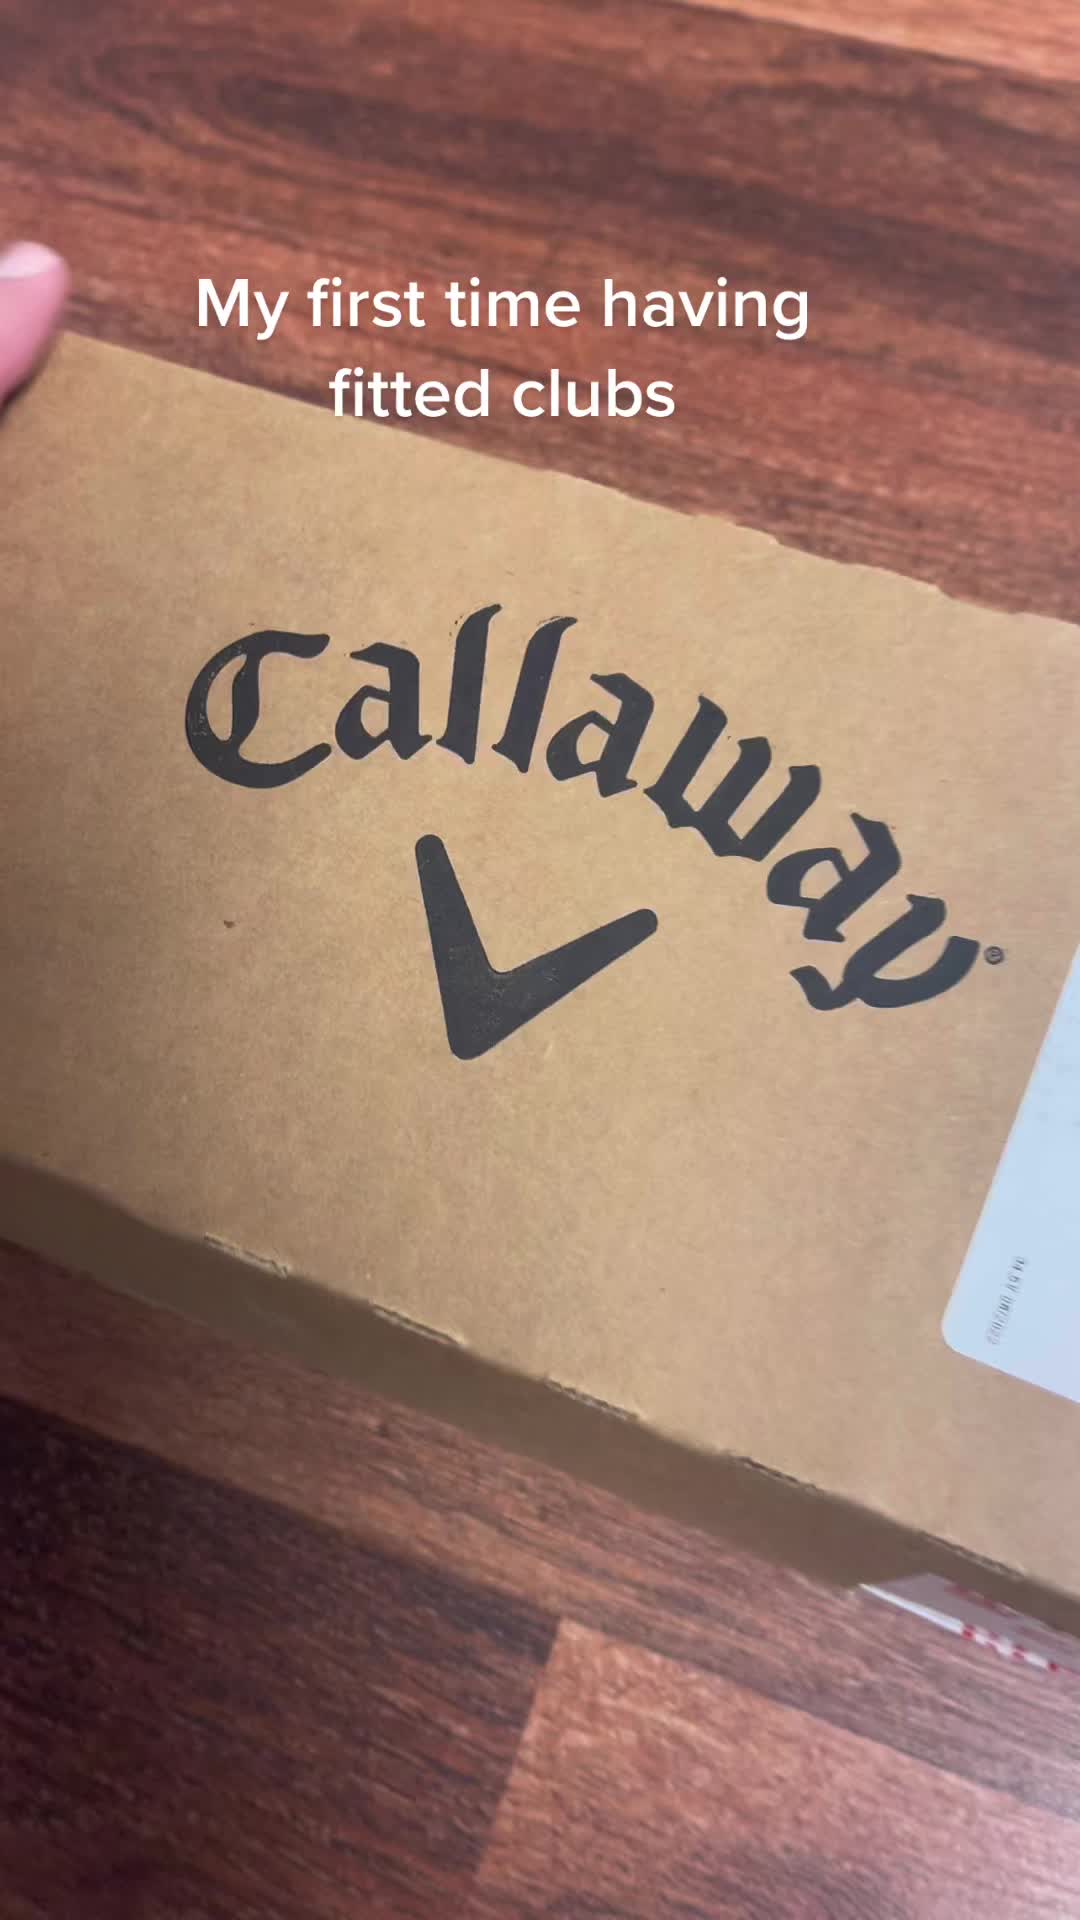 My first time having
fitted clubs
Callaway®